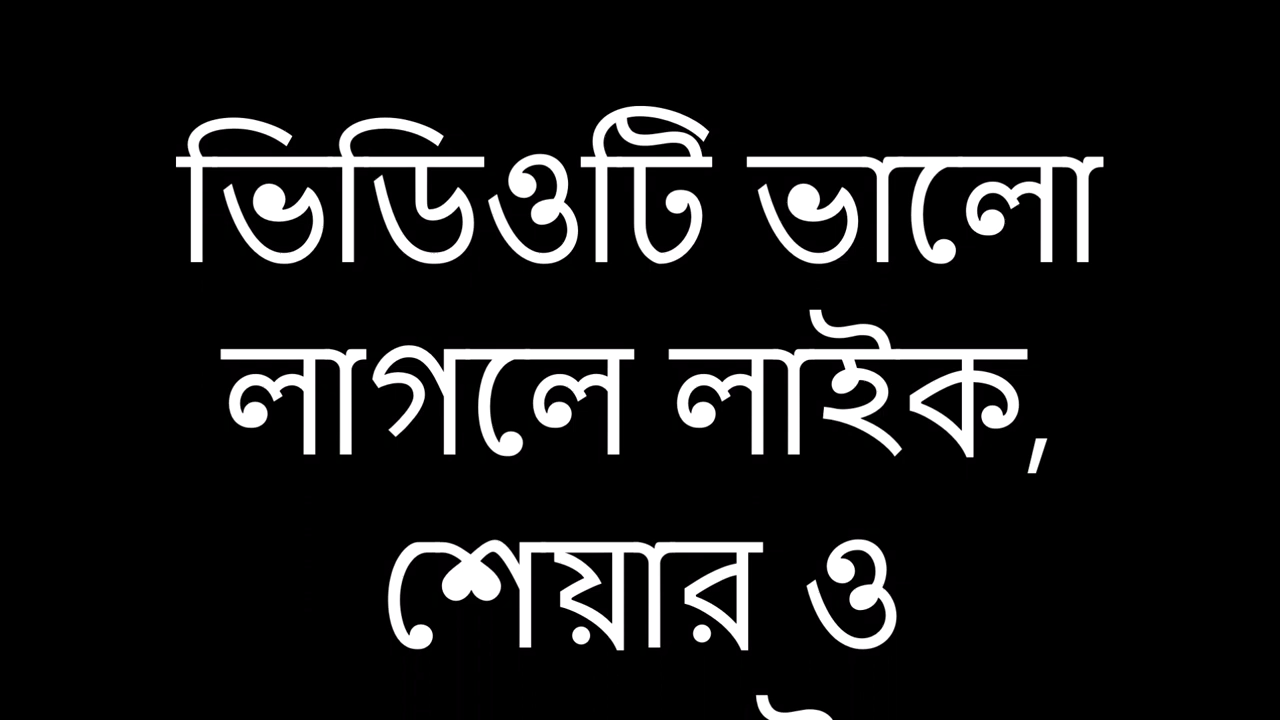 ভিডিওটি ভালো
লাগলে লাইক,
শেয়ার ও